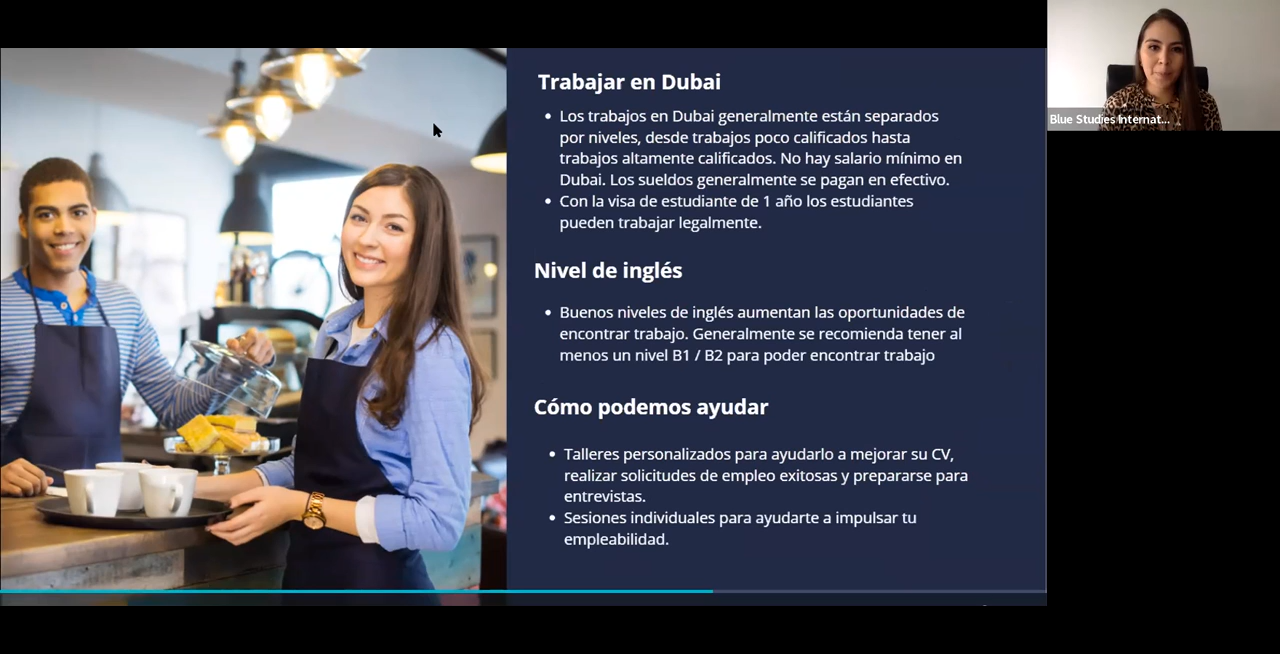 Trabajar en Dubai
Los trabajos en Dubai generalmente están separados
por niveles, desde trabajos poco calificados hasta
trabajos altamente calificados. No hay salario mínimo en
Dubai. Los sueldos generalmente se pagan en efectivo.
Con la visa de estudiante de 1 año los estudiantes
pueden trabajar legalmente.
Nivel de inglés
Buenos niveles de inglés aumentan las oportunidades de
encontrar trabajo. Generalmente se recomienda tener al
menos un nivel B1 / B2 para poder encontrar trabajo
Cómo podemos ayudar
Talleres personalizados para ayudarlo a mejorar su CV,
realizar solicitudes de empleo exitosas y prepararse para
entrevistas.
Sesiones individuales para ayudarte a impulsar tu
empleabilidad.
Blue Studies Internat...